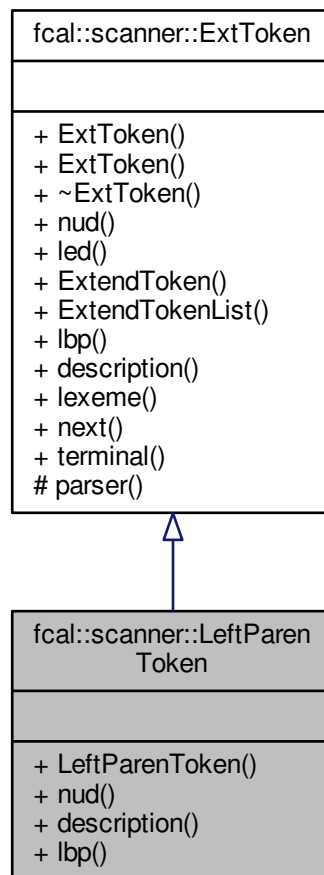 fcal::scanner::ExtToken
+ ExtToken()
+ ExtToken()
+ ~ExtToken()
+ nud()
+ led()
+ ExtendToken()
+ ExtendTokenList()
+ lbp()
+ description()
+ lexeme()
+ next()
+ terminal()
# parser()
fcal::scanner::LeftParen
Token
+ LeftParenToken()
+ nud()
+ description()
+ lbp()